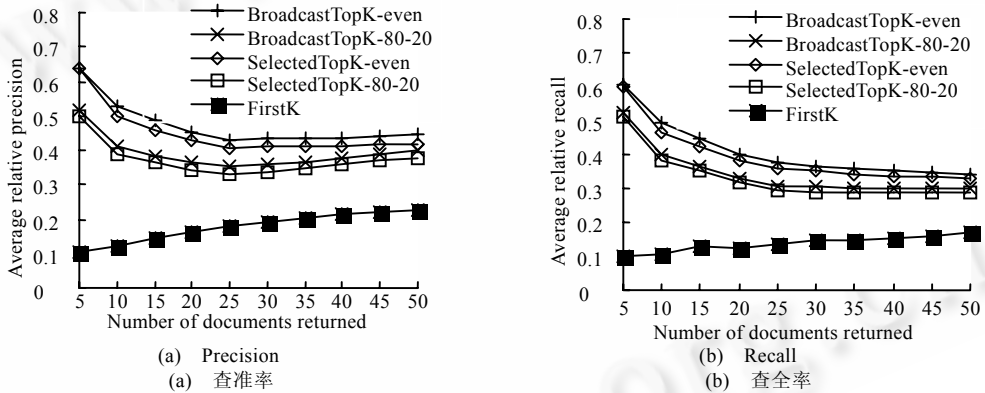 0.8
0.7
0.6
0.5
0.4
0.3
0.2
0.1
0
Average relative precision
BroadcastTopK-even
BroadcastTopK-80-20
SelectedTopK-even
SelectedTopK-80-20
FirstK
5 10 15 20 25 30 35 40 45 50
Number of documents returned
(a) Precision
(a) 查准率
0.8
0.7
0.6
0.5
0.4
0.3
0.2
0.1
0
Average relative recall
BroadcastTopK-even
BroadcastTopK-80-20
SelectedTopK-even
SelectedTopK-80-20
FirstK
5 10 15 20 25 30 35 40 45 50
Number of documents returned
(b) Recall
(b) 查全率